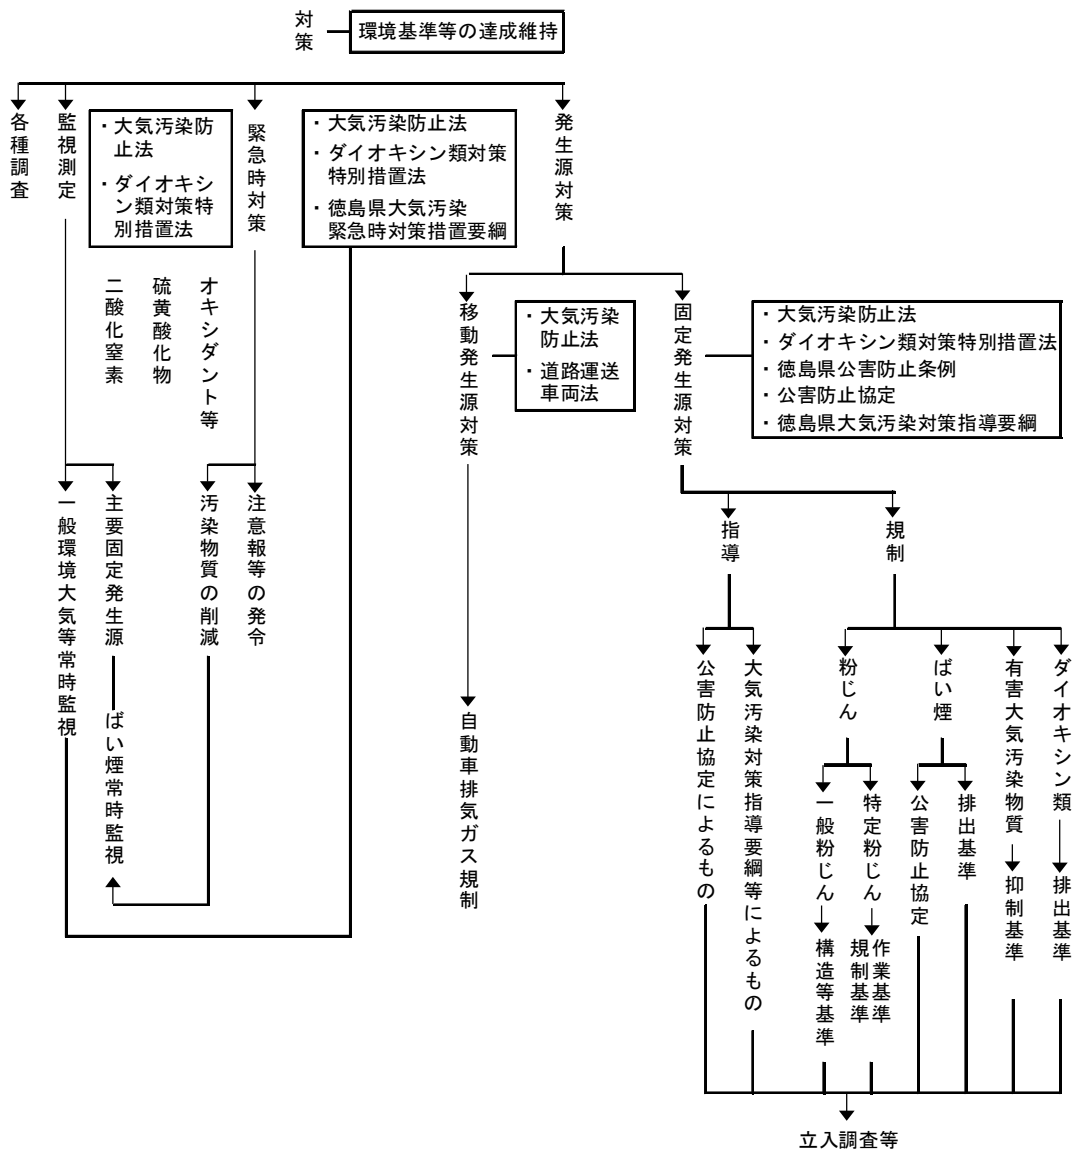 対策
環境基準等の達成維持
各種調査
監視測定
・大気汚染防
止法
・ダイオキシ
ン類対策特
別措置法
緊急時対策
・大気汚染防止法
・ダイオキシン類対策
特別措置法
・徳島県大気汚染
緊急時対策措置要綱
発生源対策
二酸化窒素
硫黄酸化物
オキシダント等
移動発生源対策
・大気汚染
防止法
・道路運送
車両法
固定発生源対策
・大気汚染防止法
・ダイオキシン類対策特別措置法
・徳島県公害防止条例
・公害防止協定
・徳島県大気汚染対策指導要綱
一般環境大気等常時監視
主要固定発生源
ばい煙常時監視
汚染物質の削減
注意報等の発令
自動車排気ガス規制
指導
規制
公害防止協定によるもの
大気汚染対策指導要綱等によるもの
粉じん
ばい煙
有害大気汚染物質
ダイオキシン類
一般粉じん
特定粉じん
公害防止協定
排出基準
抑制基準
排出基準
構造等基準
作業基準
規制基準
立入調査等